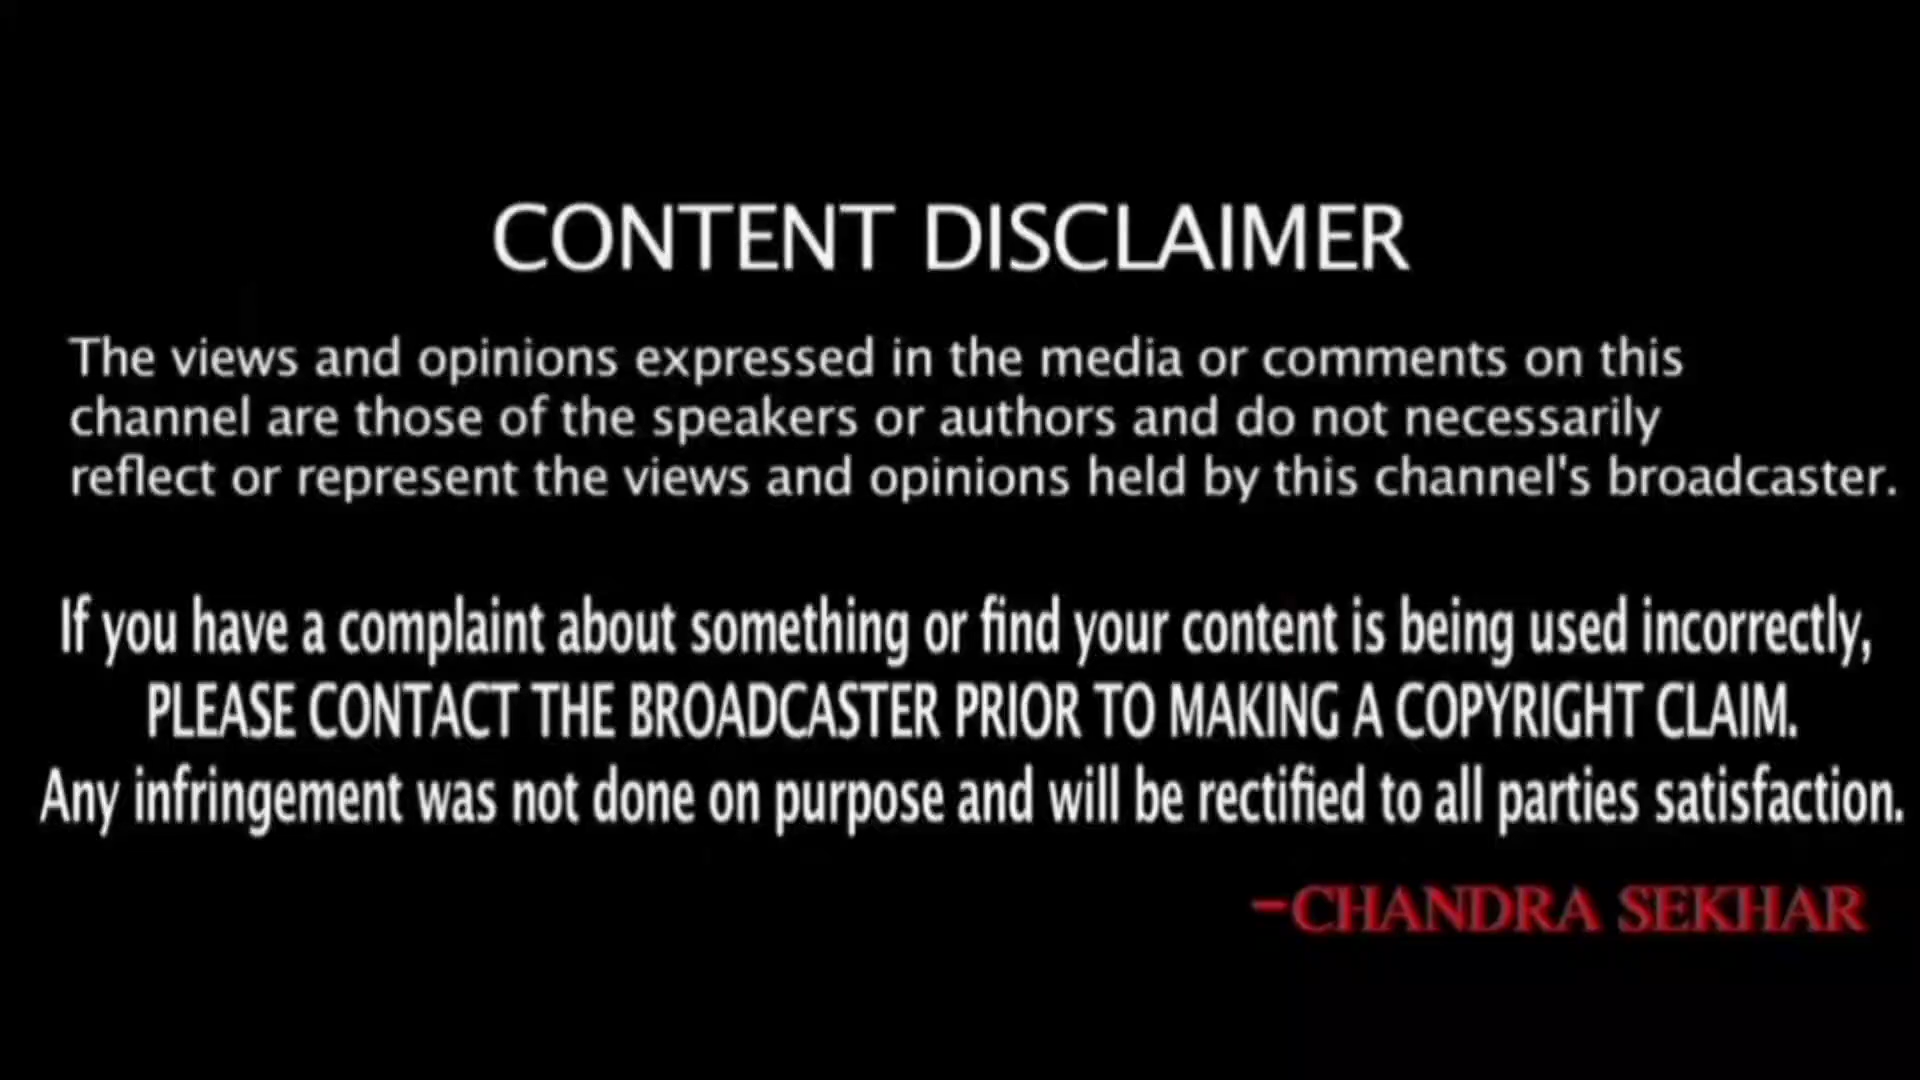 CONTENT DISCLAIMER
The views and opinions expressed in the media or comments on this
channel are those of the speakers or authors and do not necessarily
reflect or represent the views and opinions held by this channel's broadcaster.
If you have a complaint about something or find your content is being used incorrectly,
PLEASE CONTACT THE BROADCASTER PRIOR TO MAKING A COPYRIGHT CLAIM.
Any infringement was not done on purpose and will be rectified to all parties satisfaction.
-CHANDRA SEKHAR